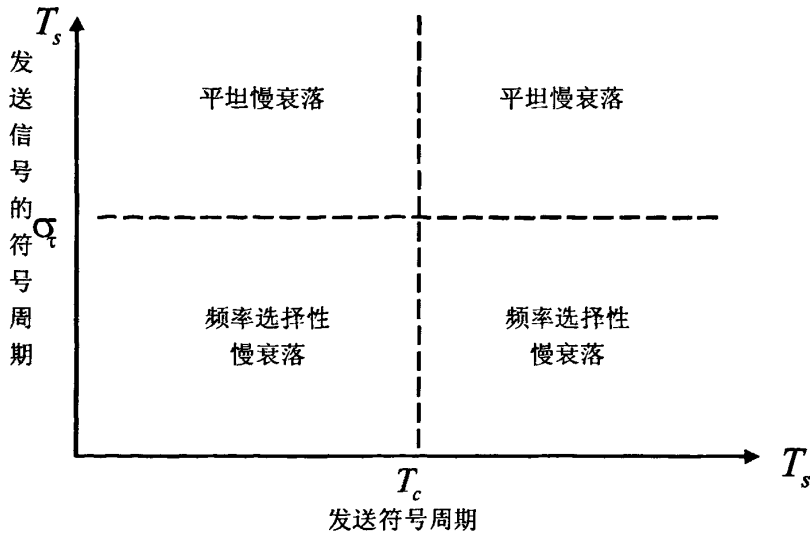 T_s
发送信号的符号周期
平坦慢衰落
平坦慢衰落
σ_τ
频率选择性
慢衰落
频率选择性
慢衰落
T_c
T_s
发送符号周期